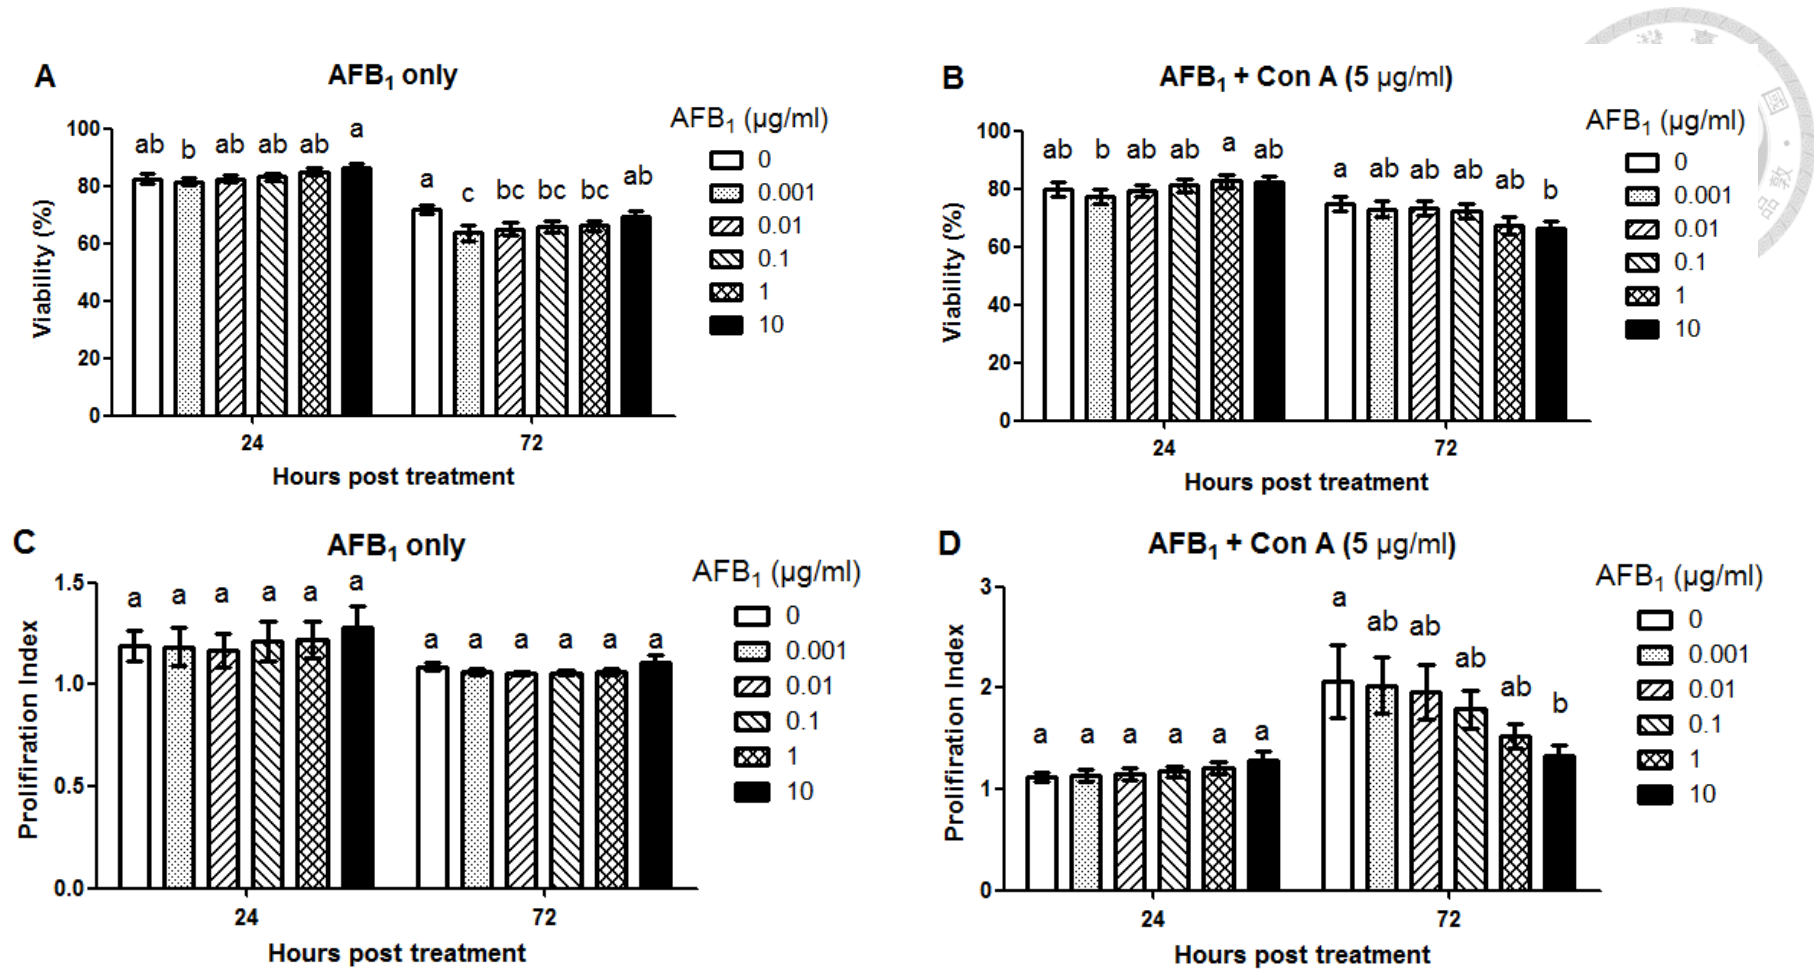 A
AFB₁ only
AFB₁ (µg/ml)
0
0.001
0.01
0.1
1
10
Viability (%)
100
80
60
40
20
0
ab b ab ab ab a
a c bc bc bc ab
24 72
Hours post treatment
B
AFB₁ + Con A (5 µg/ml)
AFB₁ (µg/ml)
0
0.001
0.01
0.1
1
10
Viability (%)
100
80
60
40
20
0
ab b ab ab a ab
a ab ab ab ab b
24 72
Hours post treatment
C
AFB₁ only
AFB₁ (µg/ml)
0
0.001
0.01
0.1
1
10
Prolifiration Index
1.5
1.0
0.5
0.0
a a a a a a
a a a a a a
24 72
Hours post treatment
D
AFB₁ + Con A (5 µg/ml)
AFB₁ (µg/ml)
0
0.001
0.01
0.1
1
10
Prolifiration Index
3
2
1
0
a a a a a a
a ab ab ab ab b
24 72
Hours post treatment
臺
國
敦
品